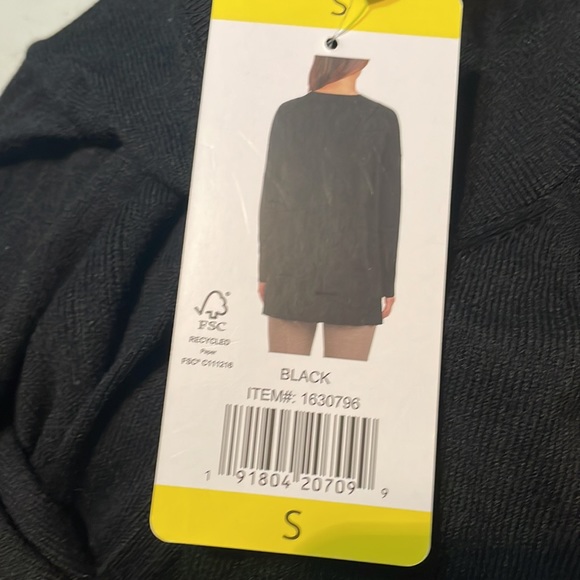 S
FSC
RECYCLED
Paper
FSC® C111216
BLACK
ITEM#: 1630796
1 91804 20709 9
S